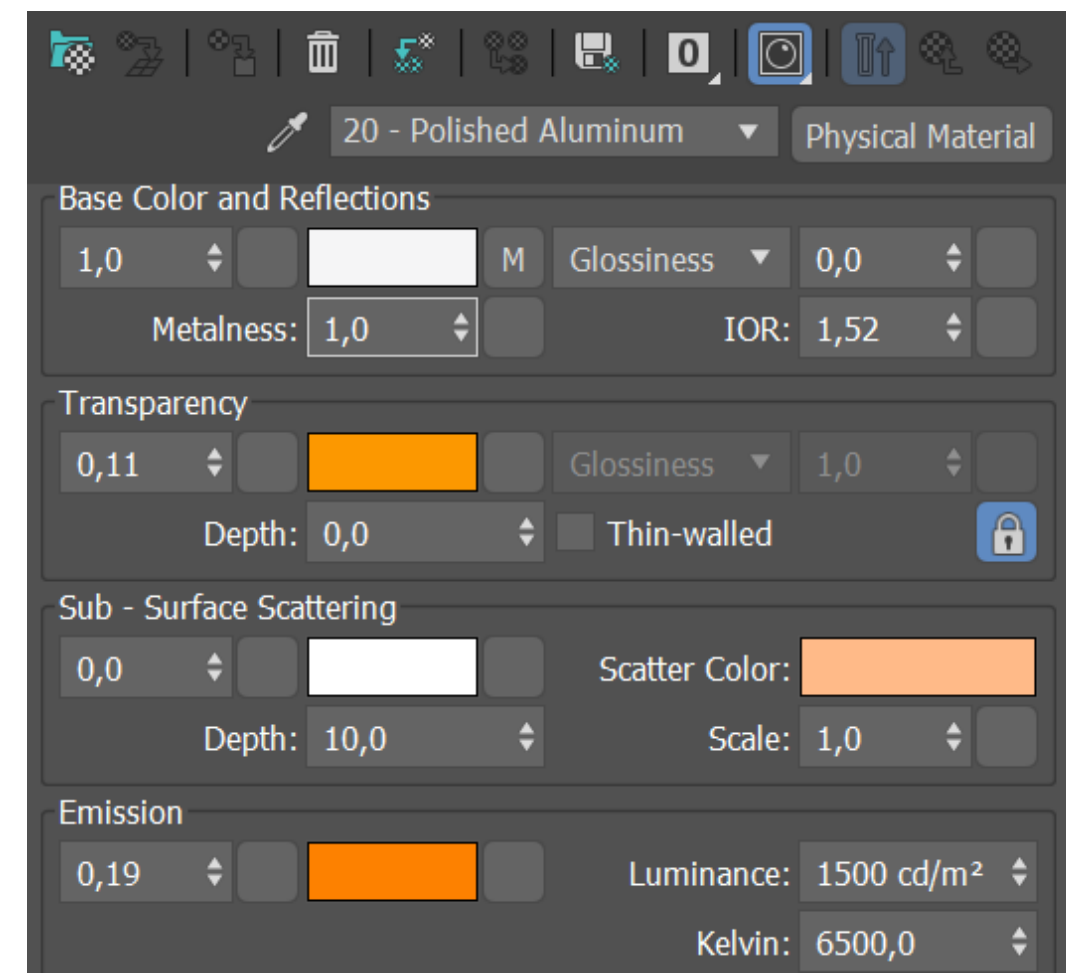 0
20 - Polished Aluminum Physical Material
Base Color and Reflections
1,0 M Glossiness 0,0
Metalness: 1,0 IOR: 1,52
Transparency
0,11 Glossiness 1,0
Depth: 0,0 Thin-walled
Sub - Surface Scattering
0,0 Scatter Color:
Depth: 10,0 Scale: 1,0
Emission
0,19 Luminance: 1500 cd/m²
Kelvin: 6500,0